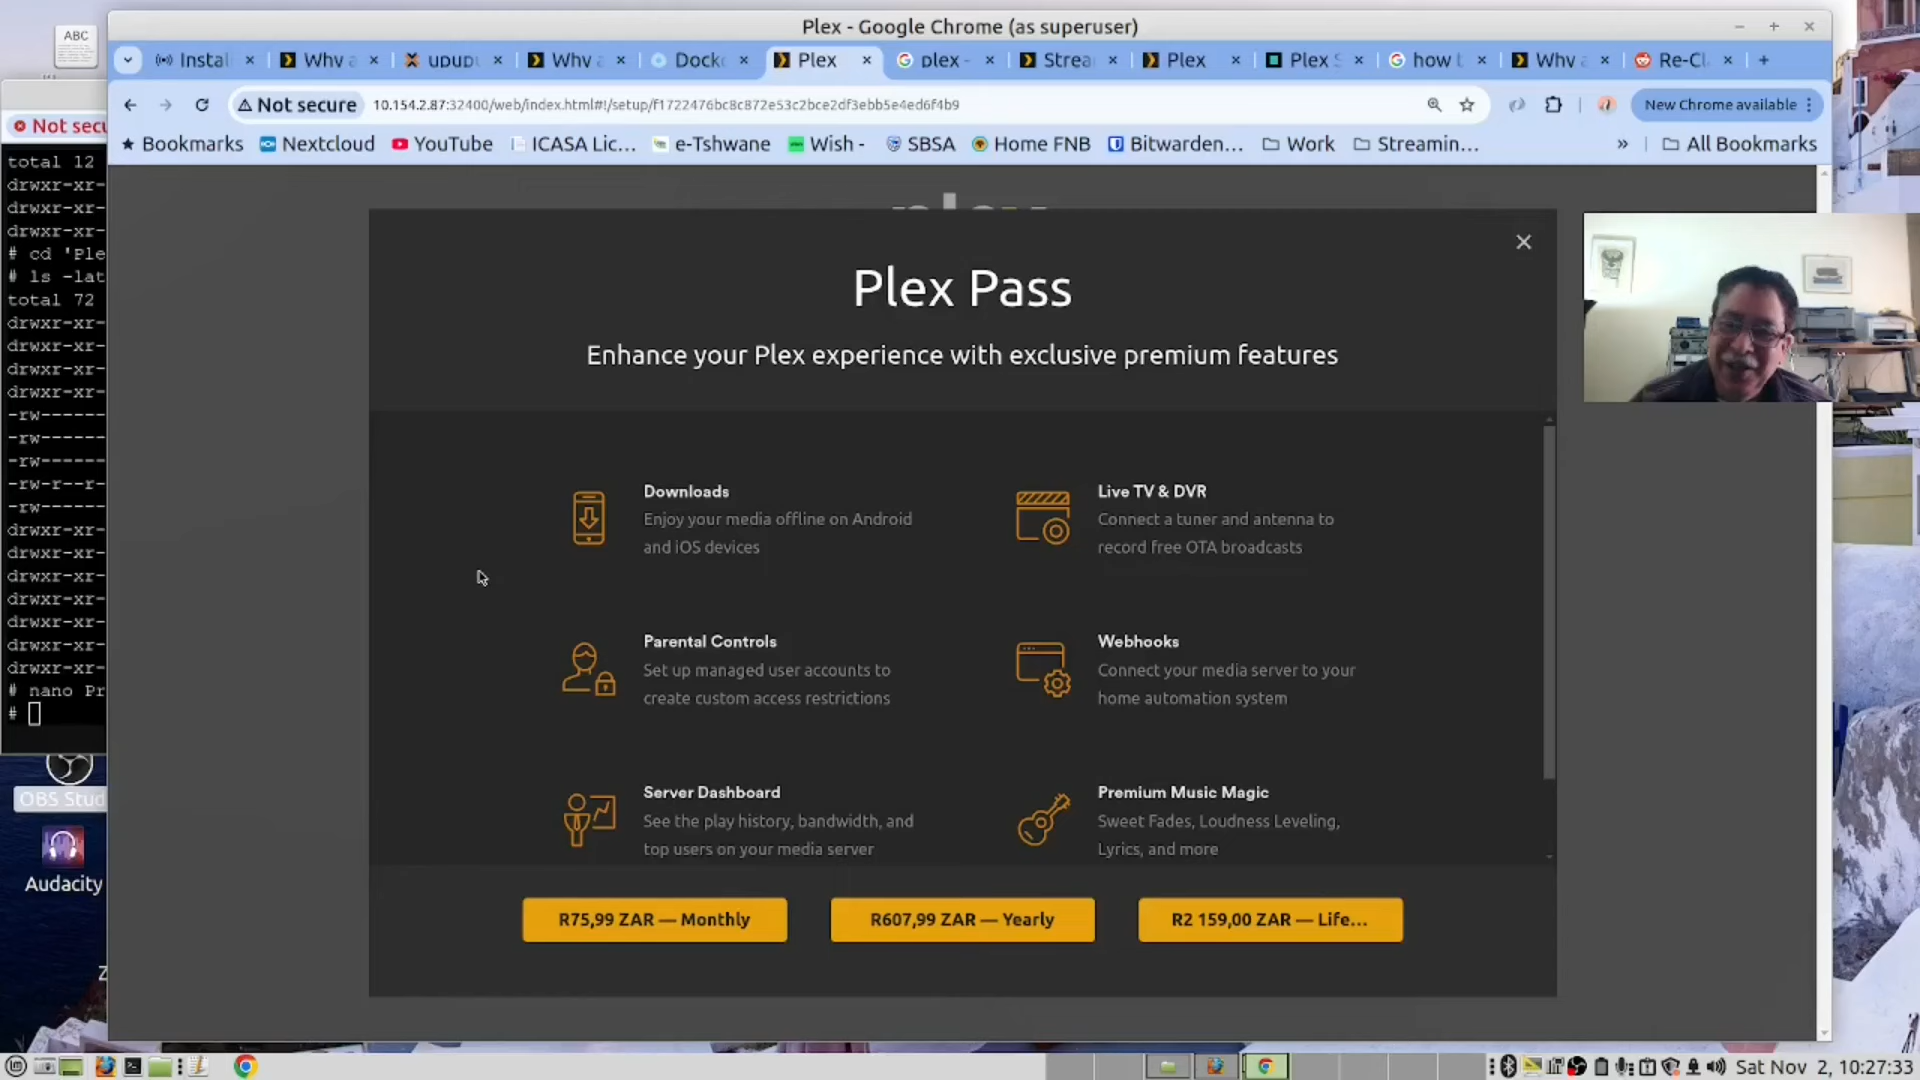 Plex - Google Chrome (as superuser)
ABC
Instal
Why a
upup
Why a
Docke
Plex
plex -
Strea
Plex
Plex S
how t
Why a
Re-Cl
Not secure
10.154.2.87:32400/web/index.html#!/setup/f1722476bc8c872e53c2bce2df3ebb5e4ed6f4b9
New Chrome available
Bookmarks
Nextcloud
YouTube
ICASA Lic...
e-Tshwane
Wish -
SBSA
Home FNB
Bitwarden...
Work
Streamin...
»
All Bookmarks
Not secu
total 12
drwxr-xr-
drwxr-xr-
drwxr-xr-
# cd 'Ple
# ls -lat
total 72
drwxr-xr-
drwxr-xr-
drwxr-xr-
drwxr-xr-
-rw------
-rw------
-rw------
-rw-r--r-
-rw------
drwxr-xr-
drwxr-xr-
drwxr-xr-
drwxr-xr-
drwxr-xr-
drwxr-xr-
drwxr-xr-
# nano Pr
#
OBS Stud
Audacity
Z
Plex Pass
Enhance your Plex experience with exclusive premium features
Downloads
Enjoy your media offline on Android
and iOS devices
Live TV & DVR
Connect a tuner and antenna to
record free OTA broadcasts
Parental Controls
Set up managed user accounts to
create custom access restrictions
Webhooks
Connect your media server to your
home automation system
Server Dashboard
See the play history, bandwidth, and
top users on your media server
Premium Music Magic
Sweet Fades, Loudness Leveling,
Lyrics, and more
R75,99 ZAR — Monthly
R607,99 ZAR — Yearly
R2 159,00 ZAR — Life...
Sat Nov 2, 10:27:33